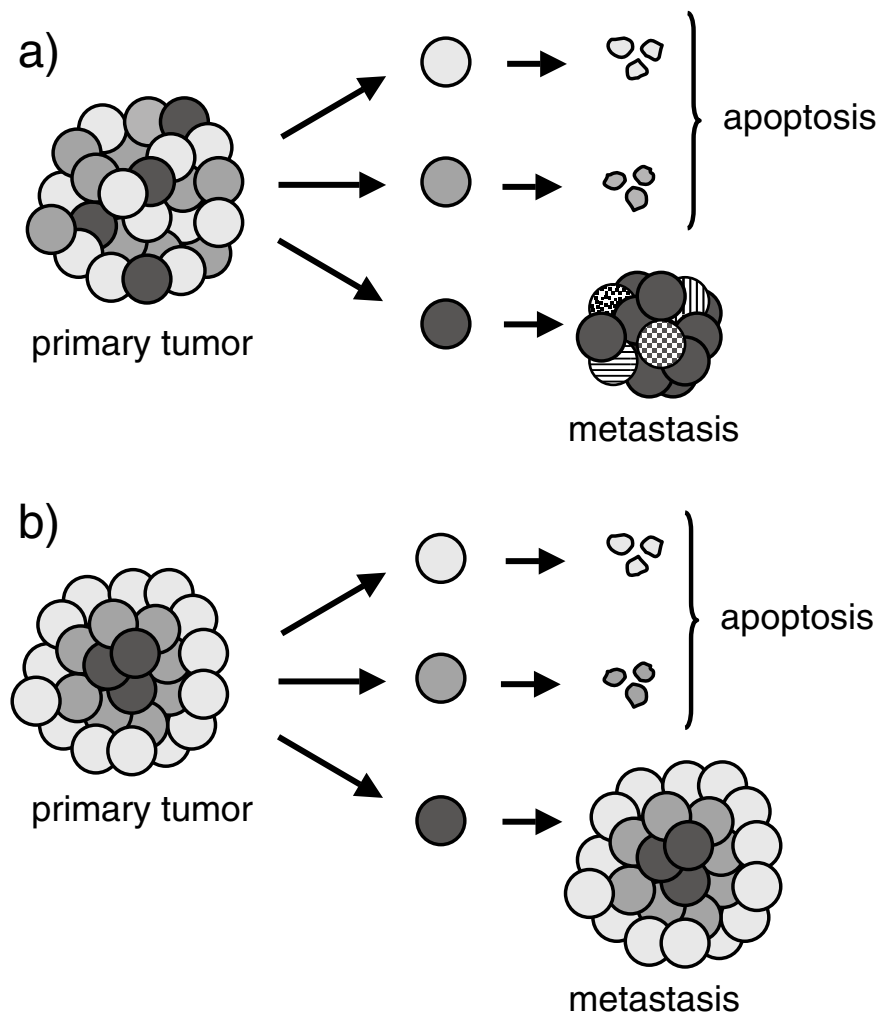 a)
apoptosis
primary tumor
metastasis
b)
apoptosis
primary tumor
metastasis